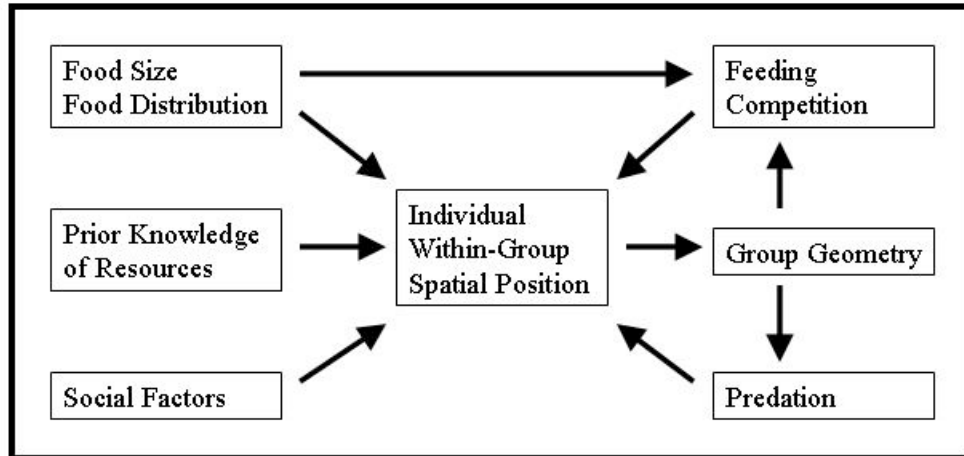 Food Size
Food Distribution
Feeding
Competition
Prior Knowledge
of Resources
Individual
Within-Group
Spatial Position
Group Geometry
Social Factors
Predation